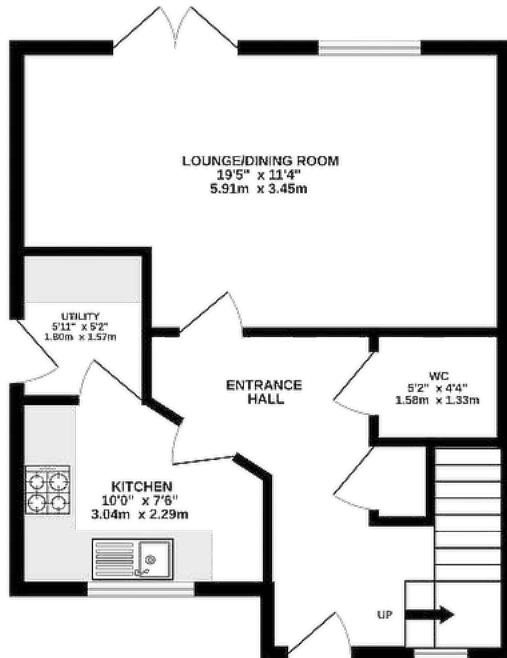 LOUNGE/DINING ROOM
19'5" x 11'4"
5.91m x 3.45m
UTILITY
5'11" x 5'2"
1.80m x 1.57m
ENTRANCE
HALL
WC
5'2" x 4'4"
1.58m x 1.33m
KITCHEN
10'0" x 7'6"
3.04m x 2.29m
UP